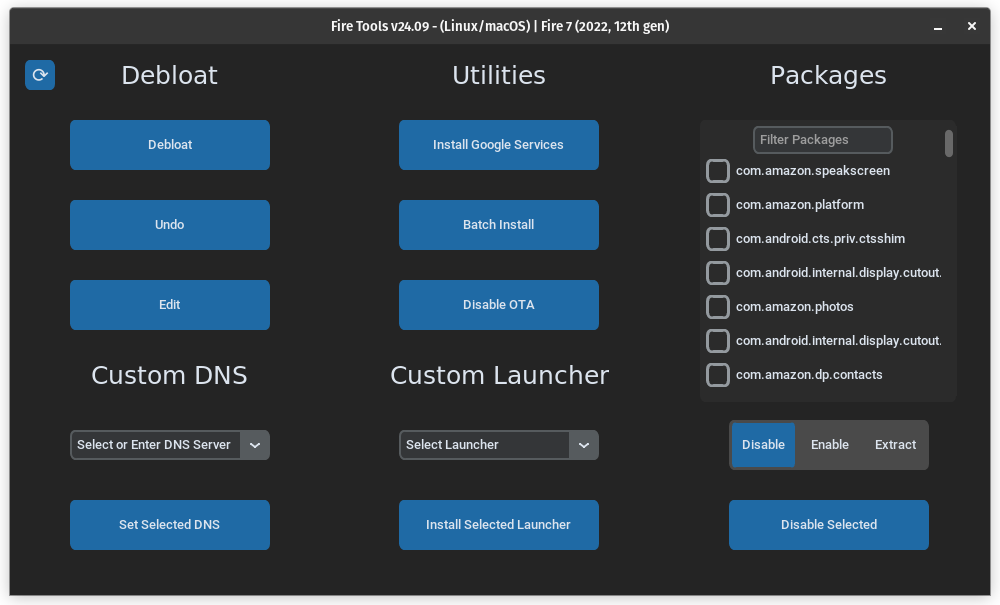 Fire Tools v24.09 - (Linux/macOS) | Fire 7 (2022, 12th gen)
Debloat
Debloat
Undo
Edit
Custom DNS
Select or Enter DNS Server
Set Selected DNS
Utilities
Install Google Services
Batch Install
Disable OTA
Custom Launcher
Select Launcher
Install Selected Launcher
Packages
Filter Packages
com.amazon.speakscreen
com.amazon.platform
com.android.cts.priv.ctsshim
com.android.internal.display.cutout.
com.amazon.photos
com.android.internal.display.cutout.
com.amazon.dp.contacts
Disable Enable Extract
Disable Selected